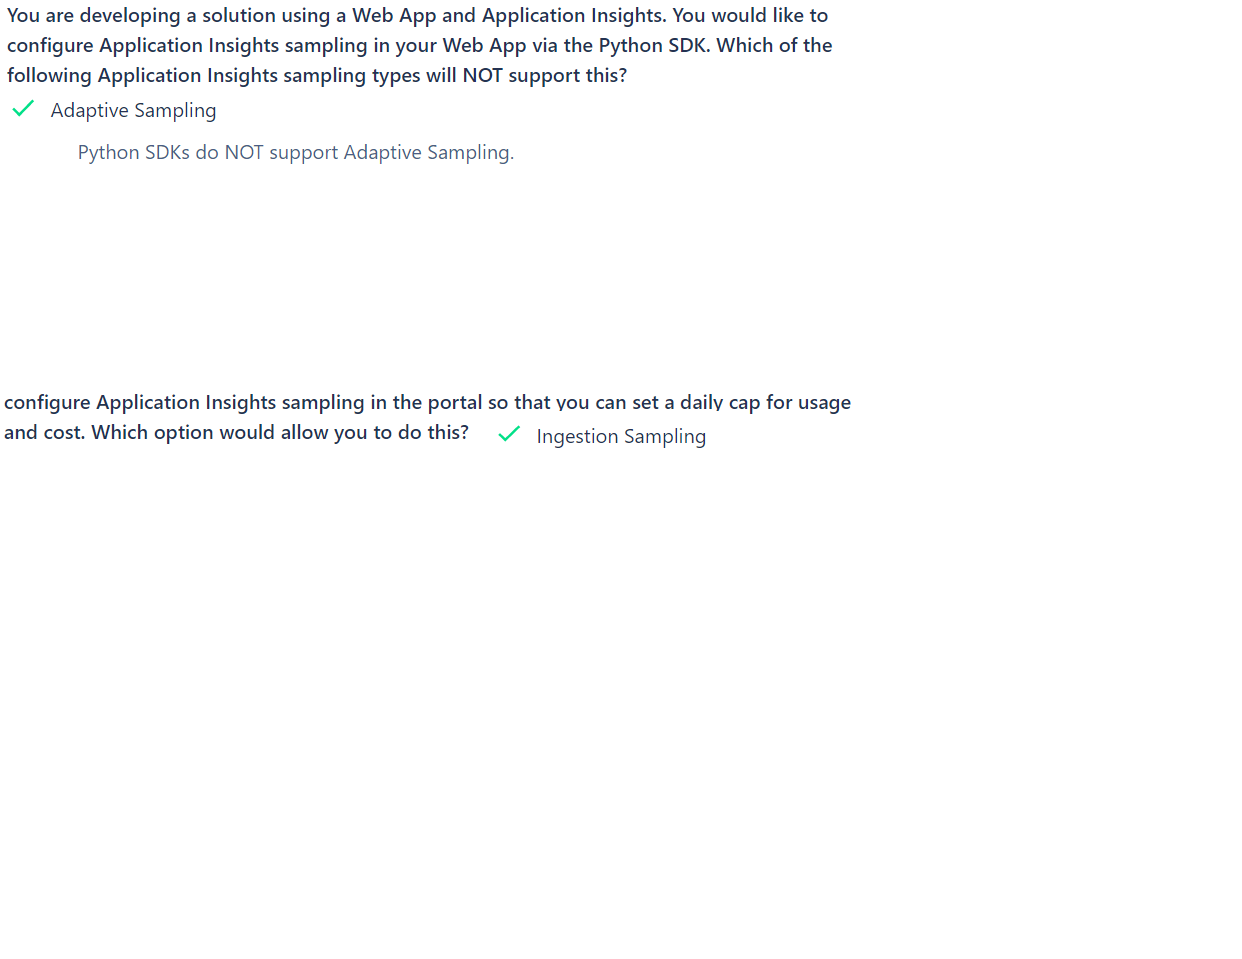 You are developing a solution using a Web App and Application Insights. You would like to
configure Application Insights sampling in your Web App via the Python SDK. Which of the
following Application Insights sampling types will NOT support this?
Adaptive Sampling
Python SDKs do NOT support Adaptive Sampling.
configure Application Insights sampling in the portal so that you can set a daily cap for usage
and cost. Which option would allow you to do this?
Ingestion Sampling